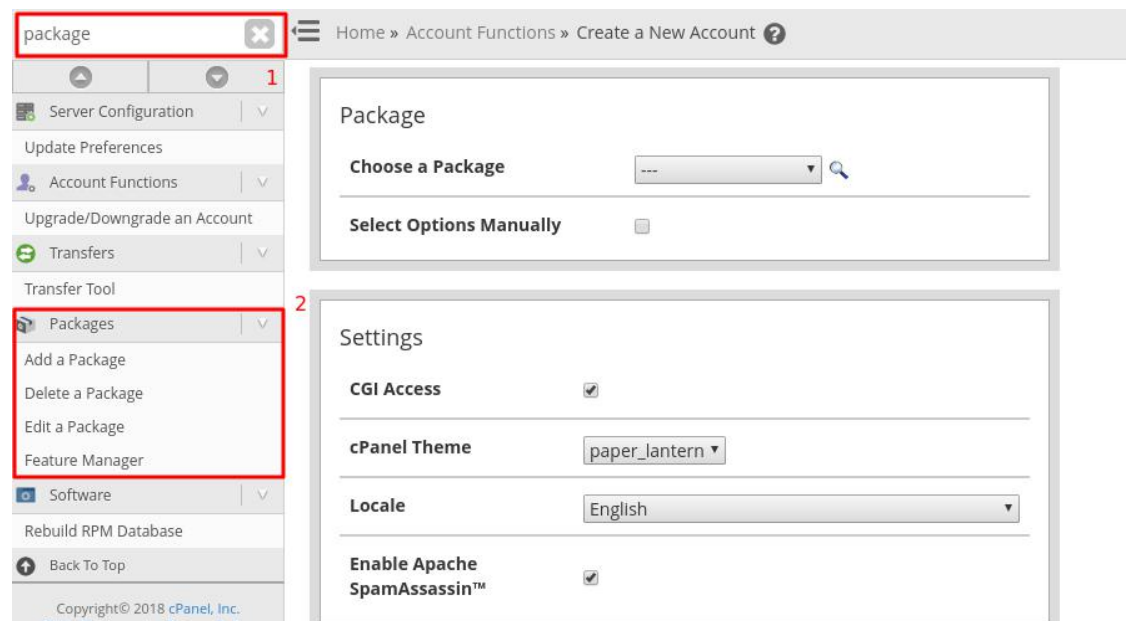 package
Home » Account Functions » Create a New Account
1
Server Configuration
Update Preferences
Account Functions
Upgrade/Downgrade an Account
Transfers
Transfer Tool
2
Packages
Add a Package
Delete a Package
Edit a Package
Feature Manager
Software
Rebuild RPM Database
Back To Top
Copyright© 2018 cPanel, Inc.
Package
Choose a Package
---
Select Options Manually
Settings
CGI Access
cPanel Theme
paper_lantern
Locale
English
Enable Apache
SpamAssassin™